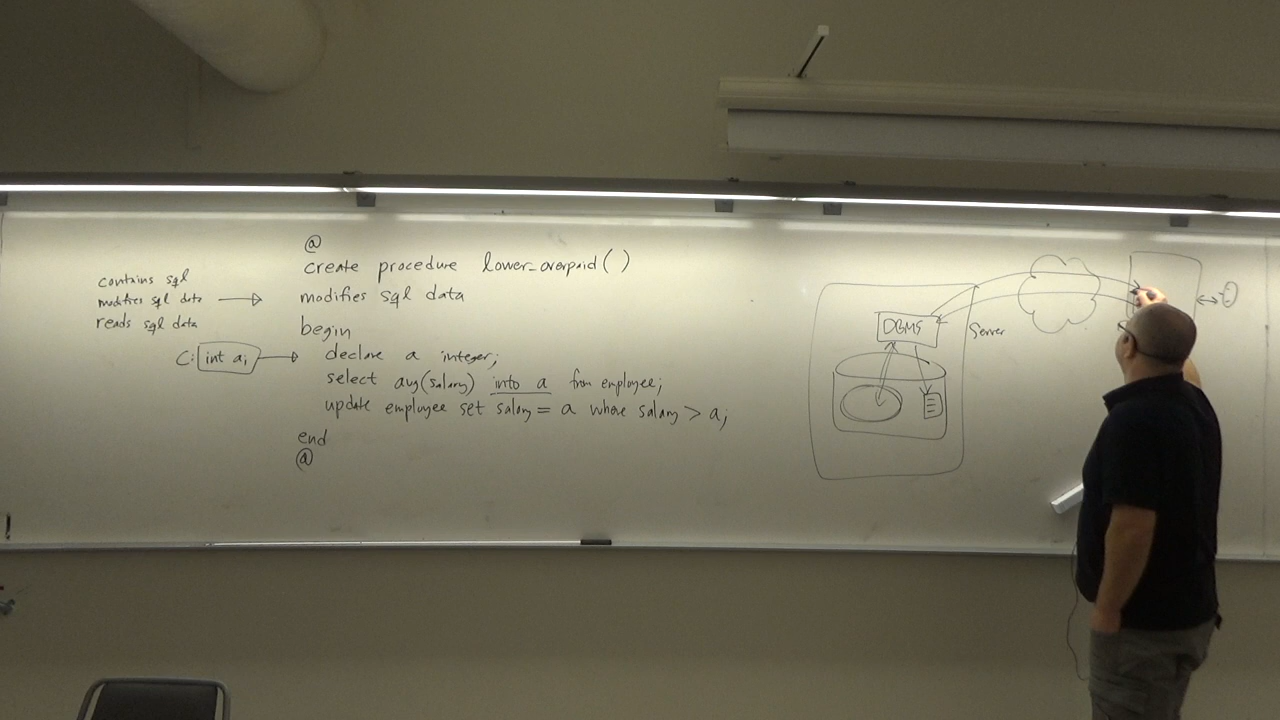 contains sql
modifies sql data
reads sql data
C: int a;
@
create procedure lower_overpaid()
modifies sql data
begin
declare a integer;
select avg(salary) into a from employee;
update employee set salary = a where salary > a;
end
@
DBMS
Server